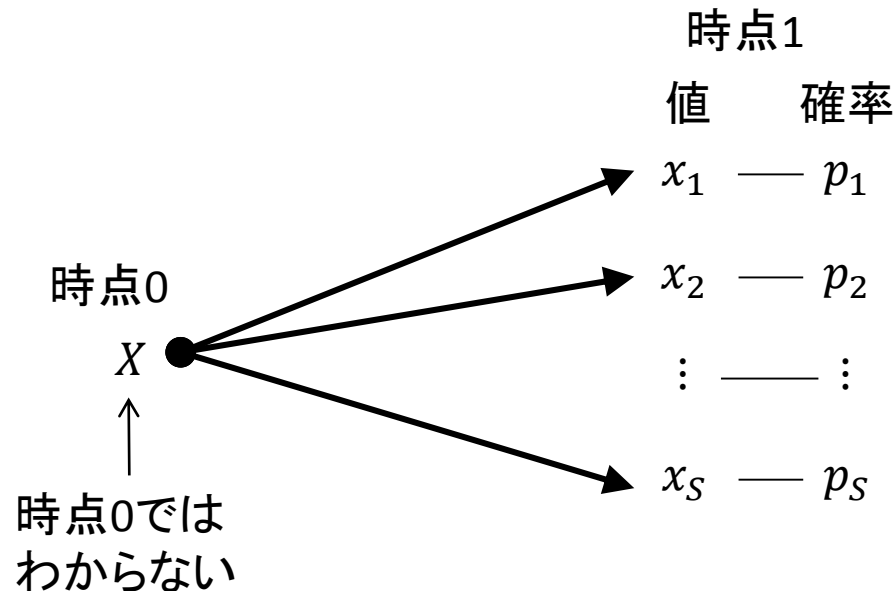 時点1
値 確率
x₁ — p₁
x₂ — p₂
⋮ — ⋮
x_S — p_S
時点0
X
時点0では
わからない